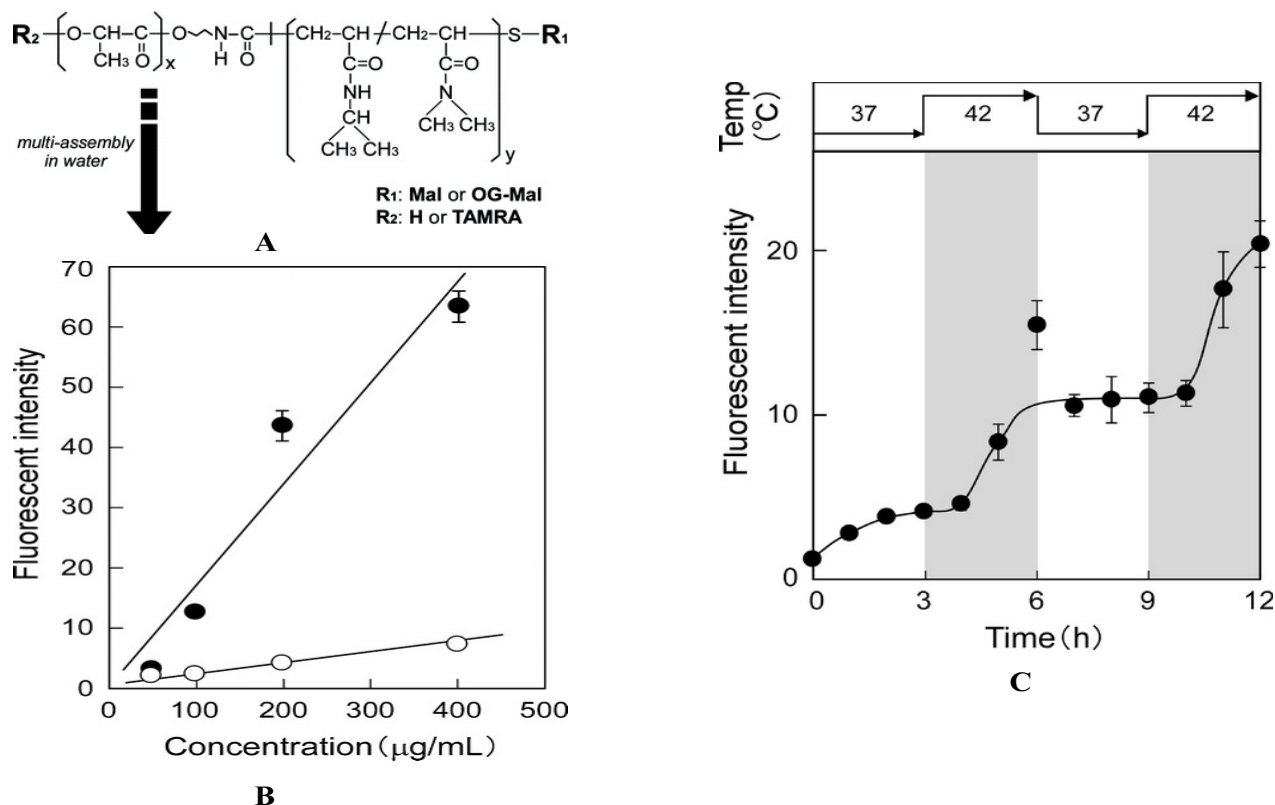 R₂ O-CH-C O N-C CH₂-CH CH₂-CH S-R₁
CH₃ O x H O C=O C=O
NH N
CH CH₃ CH₃
CH₃ CH₃ y
multi-assembly
in water
R₁: Mal or OG-Mal
R₂: H or TAMRA
A
Fluorescent intensity
70
60
50
40
30
20
10
0
100 200 300 400 500
Concentration (μg/mL)
B
Temp
(°C)
37 42 37 42
Fluorescent intensity
20
10
0
0 3 6 9 12
Time (h)
C